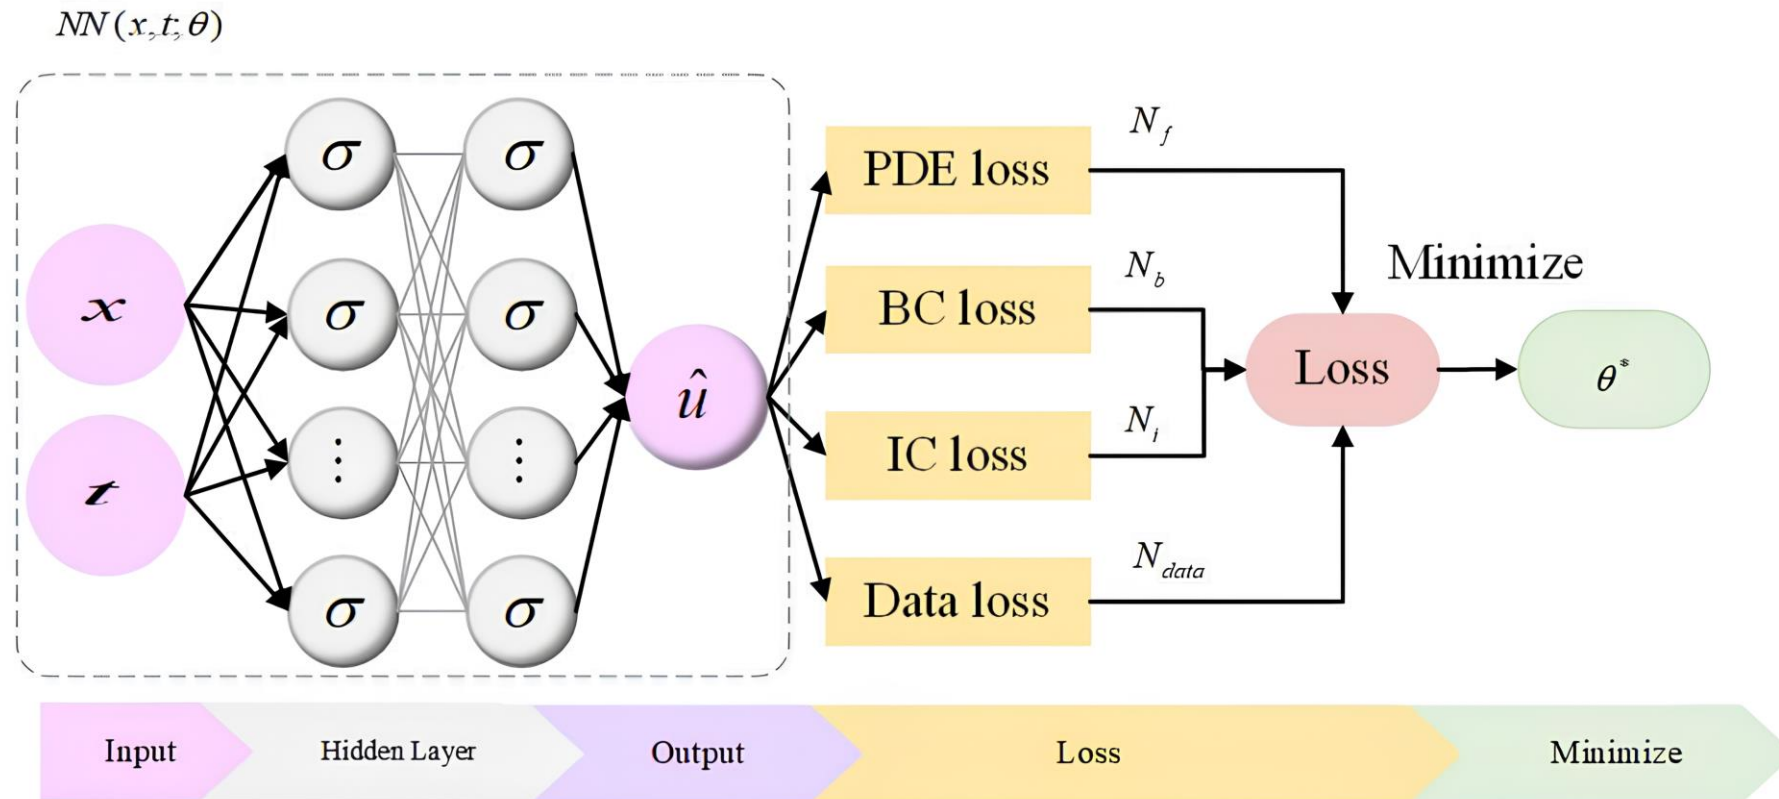 NN(x,t;θ)
x
t
σ
σ
⋮
σ
σ
σ
⋮
σ
û
PDE loss
BC loss
IC loss
Data loss
N_f
N_b
N_i
N_data
Minimize
Loss
θ*
Input
Hidden Layer
Output
Loss
Minimize